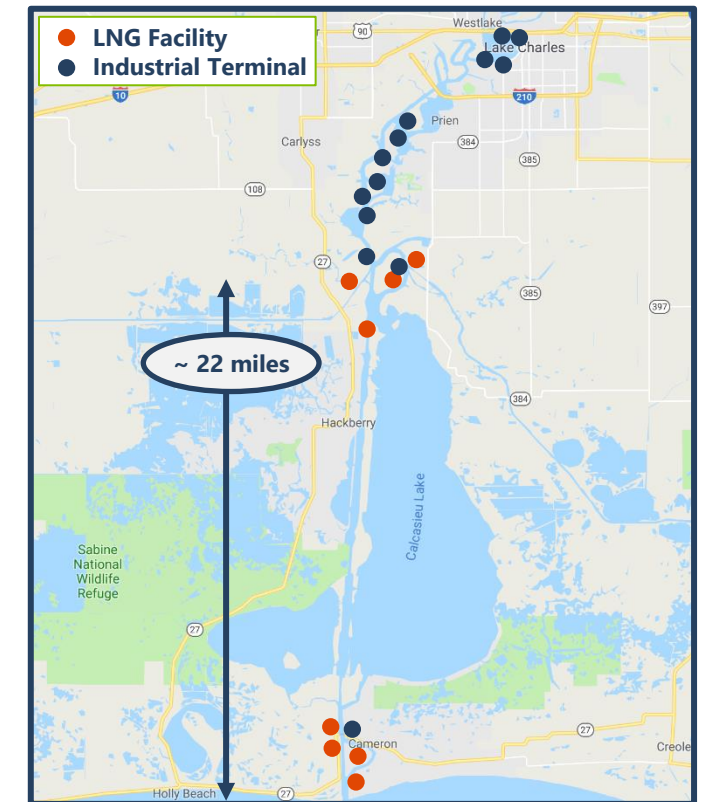 LNG Facility
Industrial Terminal
90
Westlake
Lake Charles
10
210
Prien
Carlyss
384
385
108
27
385
397
~ 22 miles
384
Hackberry
Calcasieu Lake
Sabine
National
Wildlife
Refuge
27
27
Cameron
Creole
Holly Beach
27